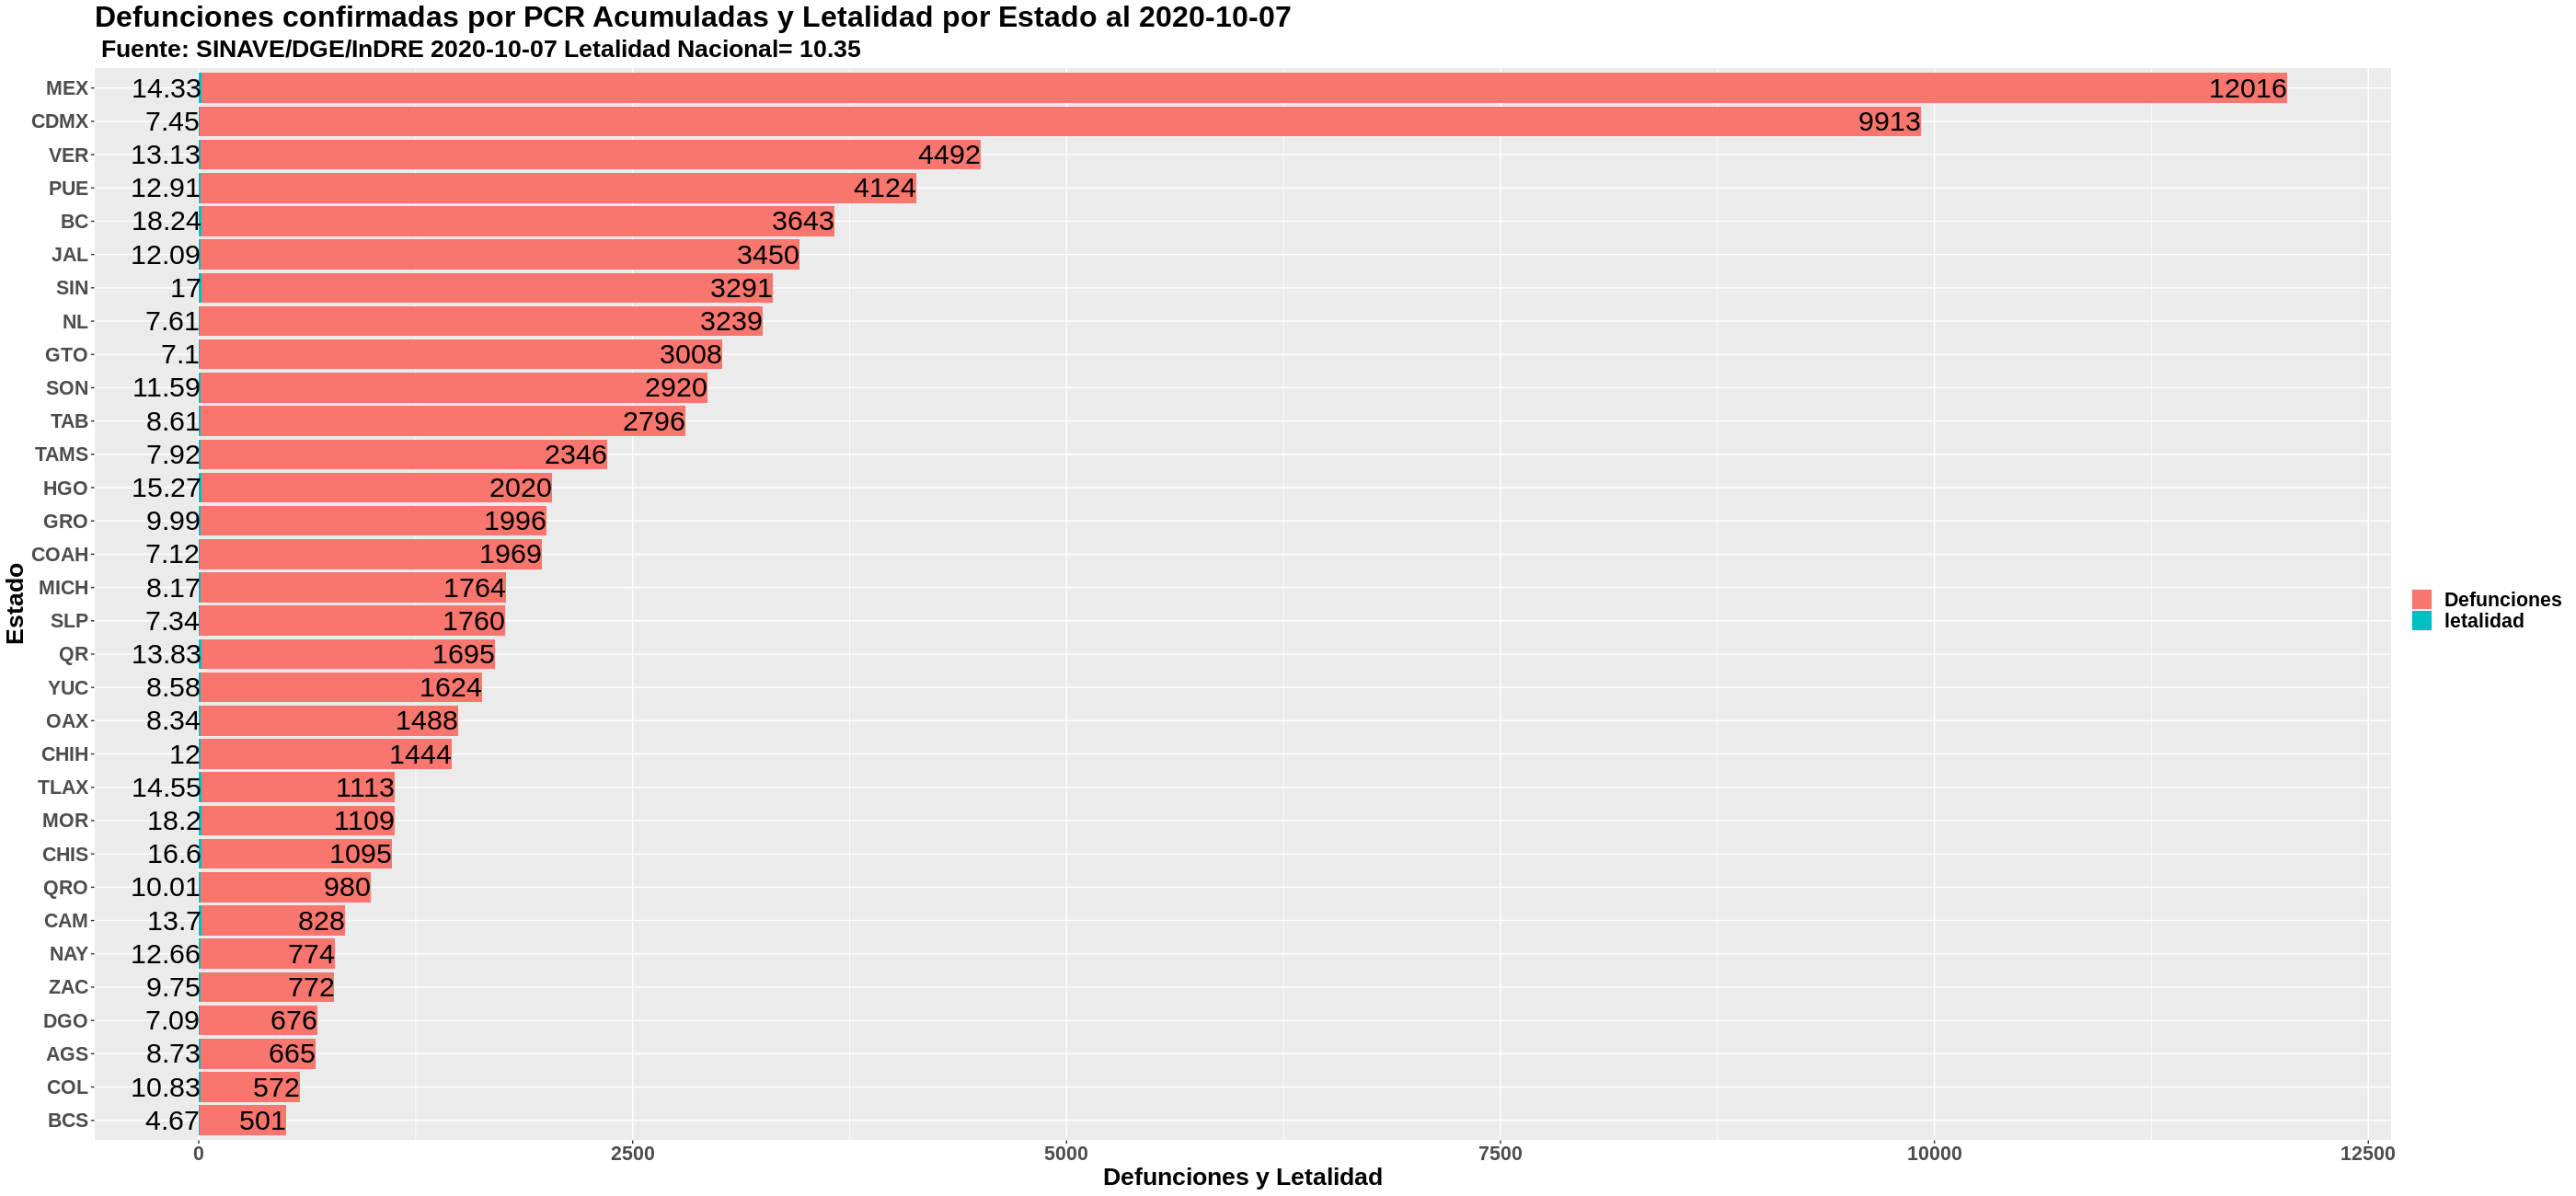 Defunciones confirmadas por PCR Acumuladas y Letalidad por Estado al 2020-10-07
Fuente: SINAVE/DGE/InDRE 2020-10-07 Letalidad Nacional= 10.35
MEX 14.33 12016
CDMX 7.45 9913
VER 13.13 4492
PUE 12.91 4124
BC 18.24 3643
JAL 12.09 3450
SIN 17 3291
NL 7.61 3239
GTO 7.1 3008
SON 11.59 2920
TAB 8.61 2796
TAMS 7.92 2346
HGO 15.27 2020
GRO 9.99 1996
COAH 7.12 1969
MICH 8.17 1764
SLP 7.34 1760
QR 13.83 1695
YUC 8.58 1624
OAX 8.34 1488
CHIH 12 1444
TLAX 14.55 1113
MOR 18.2 1109
CHIS 16.6 1095
QRO 10.01 980
CAM 13.7 828
NAY 12.66 774
ZAC 9.75 772
DGO 7.09 676
AGS 8.73 665
COL 10.83 572
BCS 4.67 501
0 2500 5000 7500 10000 12500
Defunciones y Letalidad
Estado
Defunciones
letalidad